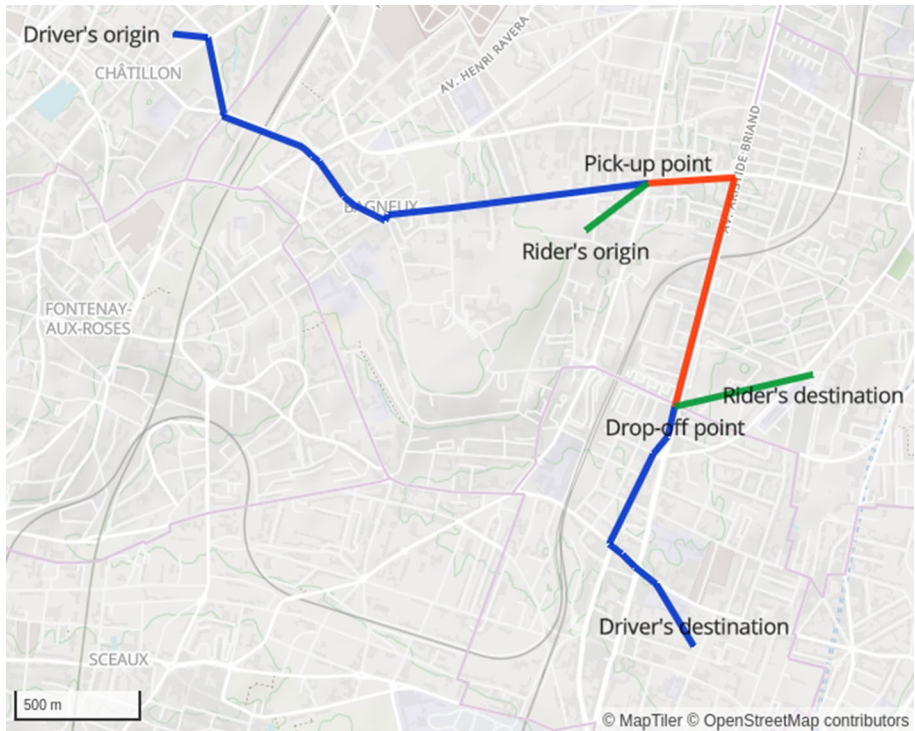 Driver's origin
CHÂTILLON
AV. HENRI RAVERA
AV. ARISTIDE BRIAND
Pick-up point
BAGNEUX
Rider's origin
FONTENAY-
AUX-ROSES
Rider's destination
Drop-off point
Driver's destination
SCEAUX
500 m
© MapTiler © OpenStreetMap contributors